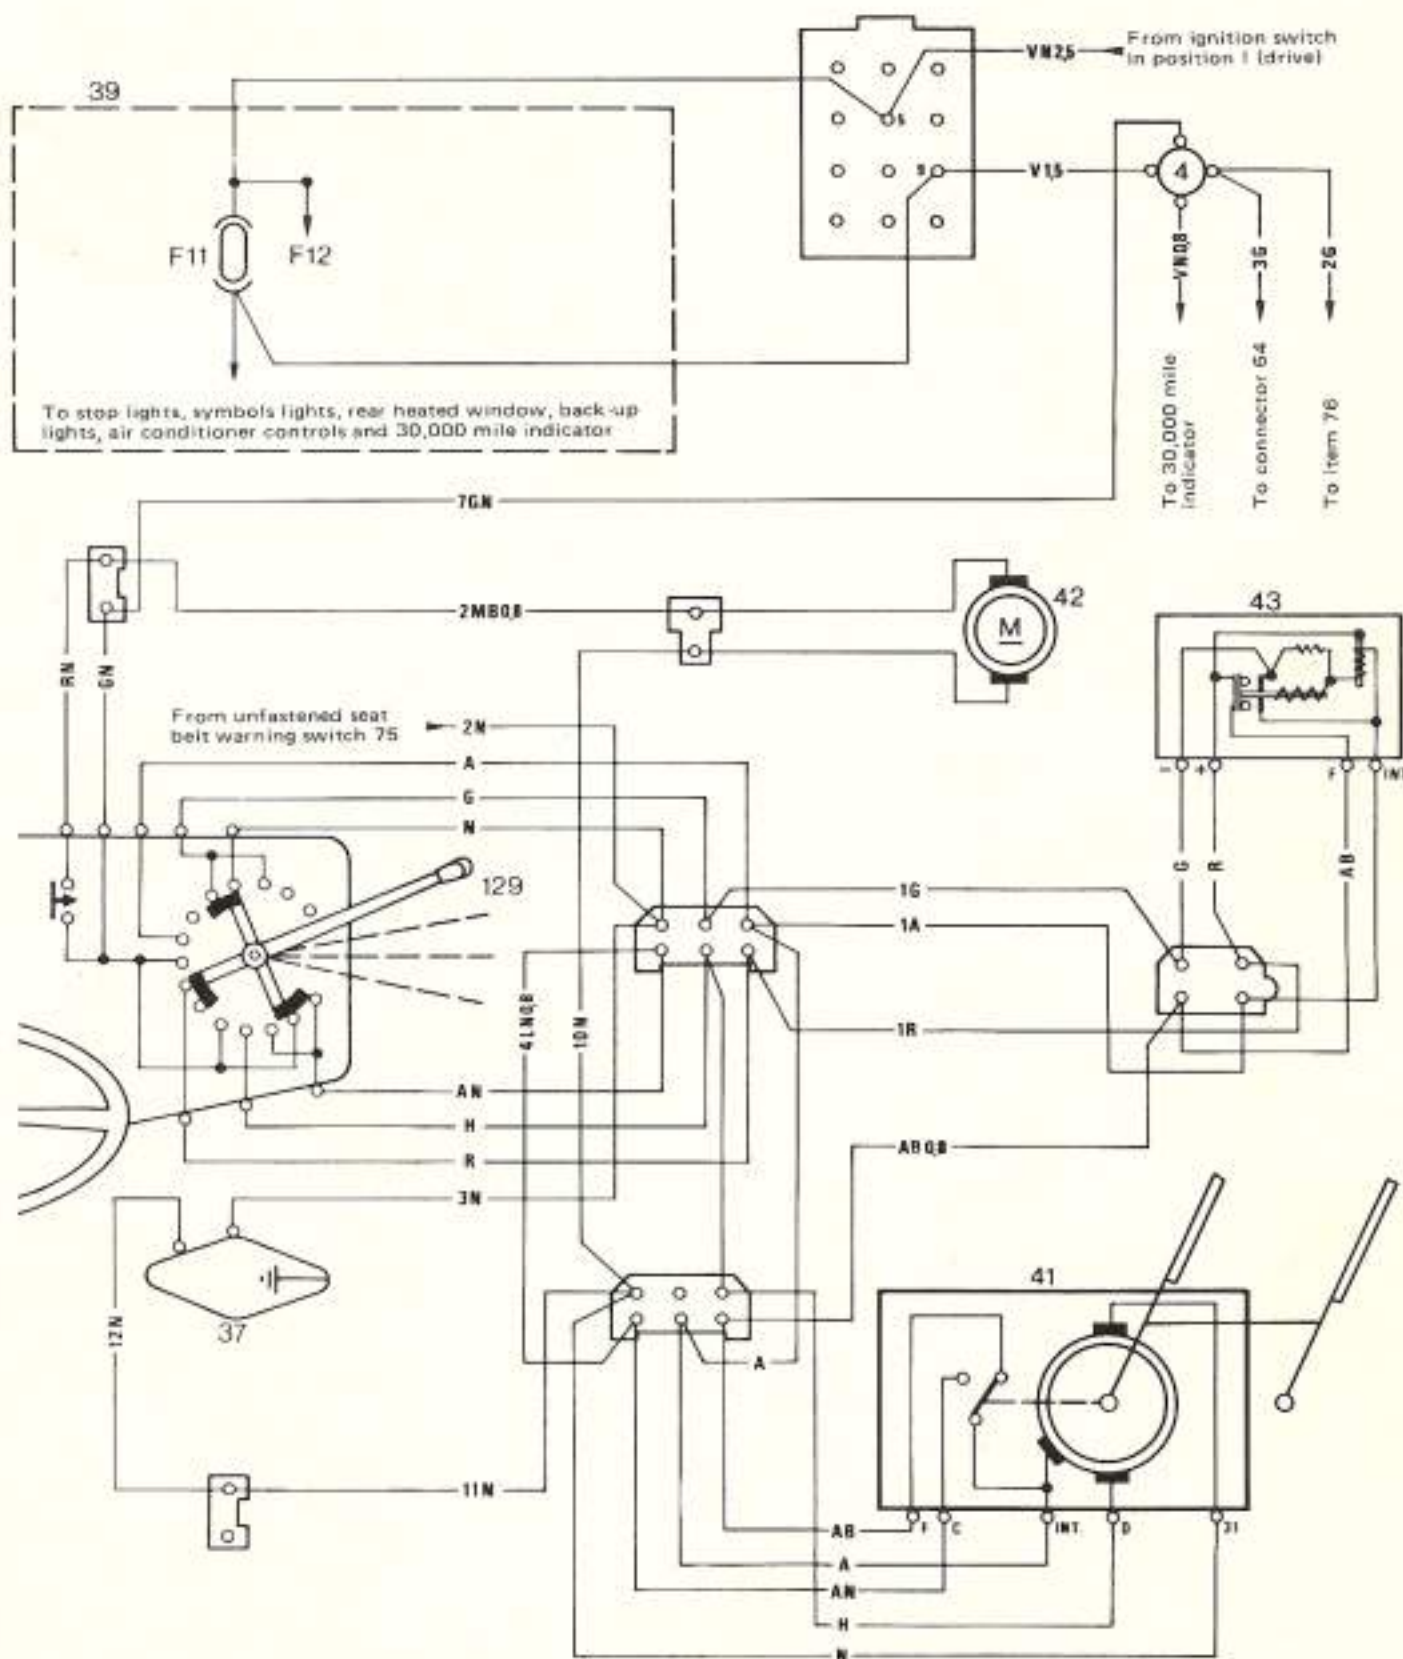 39
From ignition switch
in position I (drive)
VN2,5
S
S
V1,5
4
F11
F12
VN0,8
3G
2G
To 30,000 mile
indicator
To connector 64
To item 76
To stop lights, symbols lights, rear heated window, back-up
lights, air conditioner controls and 30,000 mile indicator
7GN
RN
GN
2MB0,8
42
M
43
From unfastened seat
belt warning switch 75
2N
A
G
N
129
-
+
F
INT
G
R
AB
1G
1A
4LN0,8
10N
1R
AN
H
R
3N
AB0,8
37
12N
41
A
11N
F
C
INT.
D
31
AB
A
AN
H
N